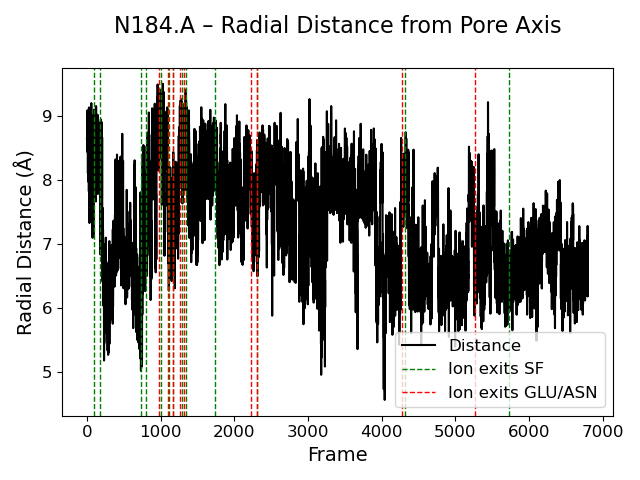 N184.A – Radial Distance from Pore Axis
Radial Distance (Å)
9
8
7
6
5
Distance
Ion exits SF
Ion exits GLU/ASN
0 1000 2000 3000 4000 5000 6000 7000
Frame